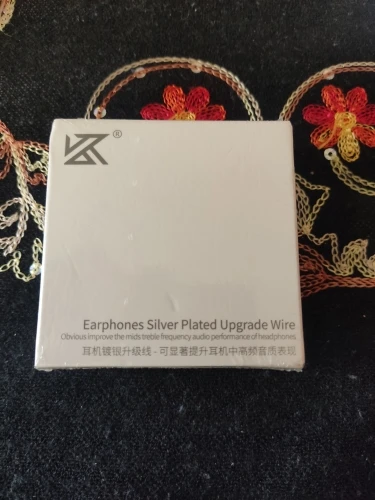 KZ®
Earphones Silver Plated Upgrade Wire
Obvious improve the mids treble frequency audio performance of headphones
耳机镀银升级线 - 可显著提升耳机中高频音质表现